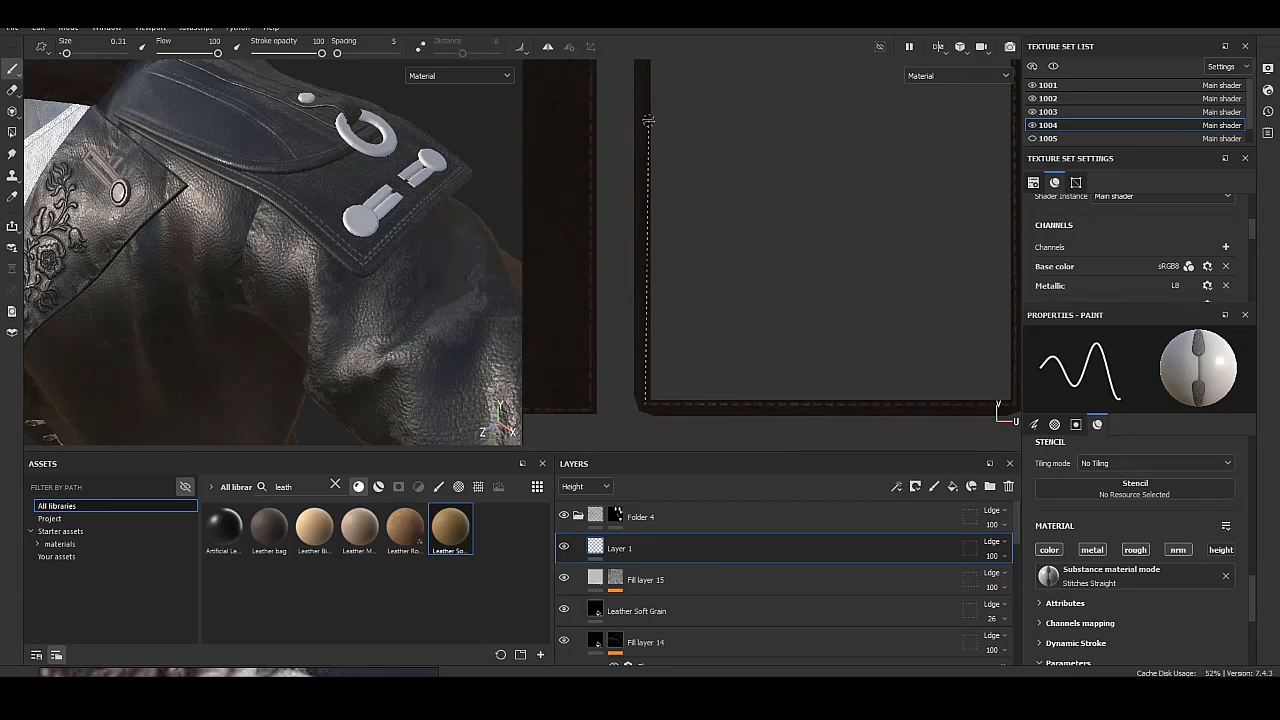 Size 0.31 Flow 100 Stroke opacity 100 Spacing 5 Distance 8
Material
Material
TEXTURE SET LIST
Settings
1001 Main shader
1002 Main shader
1003 Main shader
1004 Main shader
1005 Main shader
TEXTURE SET SETTINGS
Shader Instance Main shader
CHANNELS
Channels
Base color sRGB8
Metallic L8
PROPERTIES - PAINT
STENCIL
Tiling mode No Tiling
Stencil
No Resource Selected
MATERIAL
color metal rough nrm height
Substance material mode
Stitches Straight
Attributes
Channels mapping
Dynamic Stroke
Parameters
Y
Z X
V
U
ASSETS
FILTER BY PATH
All libraries
Project
Starter assets
materials
Your assets
All librar leath
Artificial Le...
Leather bag
Leather Bi...
Leather M...
Leather Ro...
Leather So...
LAYERS
Height
Folder 4 Ldge 100
Layer 1 Ldge 100
Fill layer 15 Ldge 100
Leather Soft Grain Ldge 26
Fill layer 14 Ldge 100
Cache Disk Usage: 52% | Version: 7.4.3